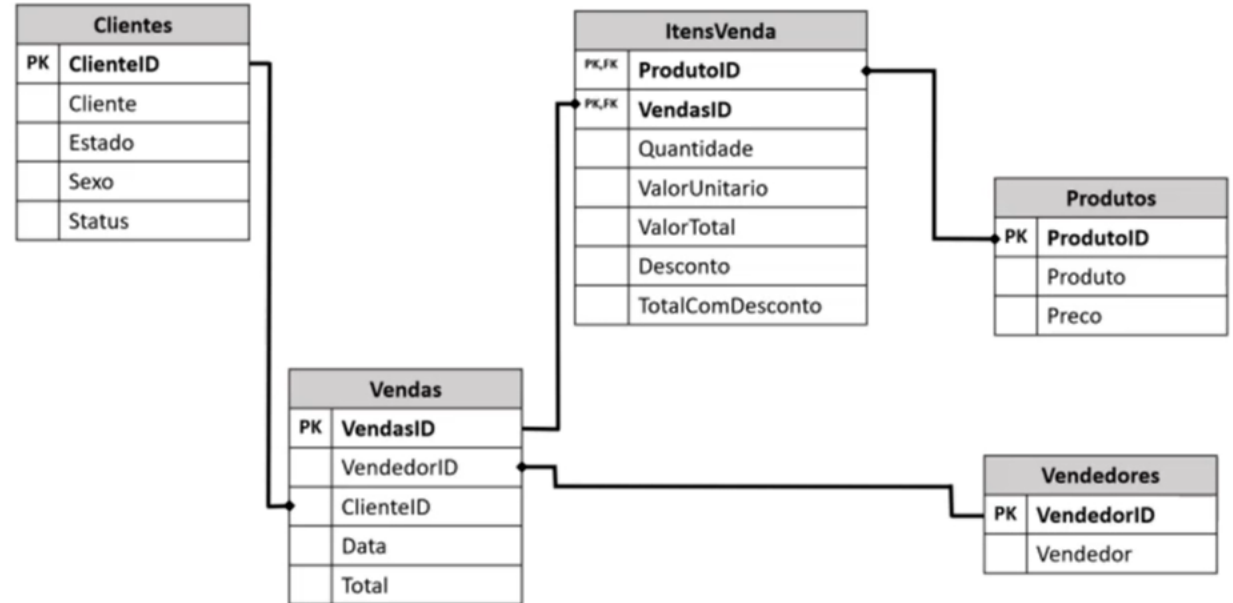 Clientes
PK ClienteID
Cliente
Estado
Sexo
Status
ItensVenda
PK,FK ProdutoID
PK,FK VendasID
Quantidade
ValorUnitario
ValorTotal
Desconto
TotalComDesconto
Produtos
PK ProdutoID
Produto
Preco
Vendas
PK VendasID
VendedorID
ClienteID
Data
Total
Vendedores
PK VendedorID
Vendedor